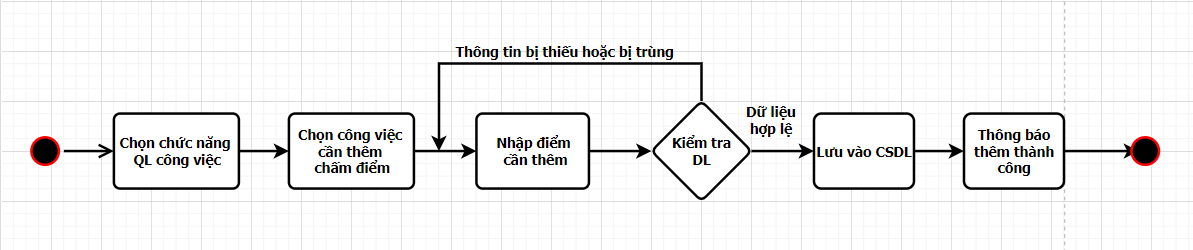 Thông tin bị thiếu hoặc bị trùng
Chọn chức năng
QL công việc
Chọn công việc
cần thêm
chấm điểm
Nhập điểm
cần thêm
Kiểm tra
DL
Dữ liệu
hợp lệ
Lưu vào CSDL
Thông báo
thêm thành
công